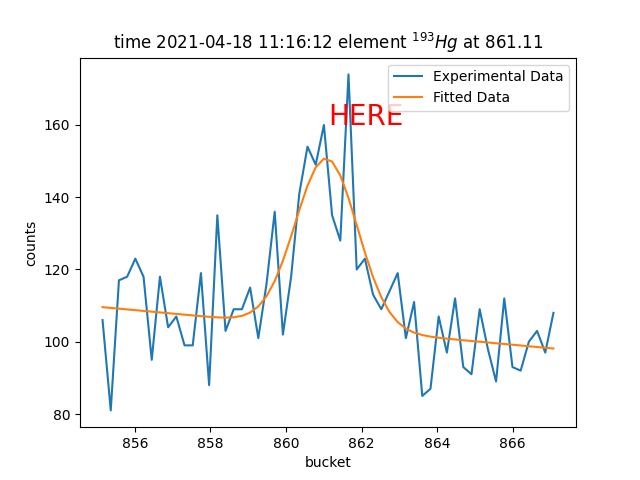 time 2021-04-18 11:16:12 element ¹⁹³Hg at 861.11
Experimental Data
Fitted Data
HERE
counts
160
140
120
100
80
856 858 860 862 864 866
bucket